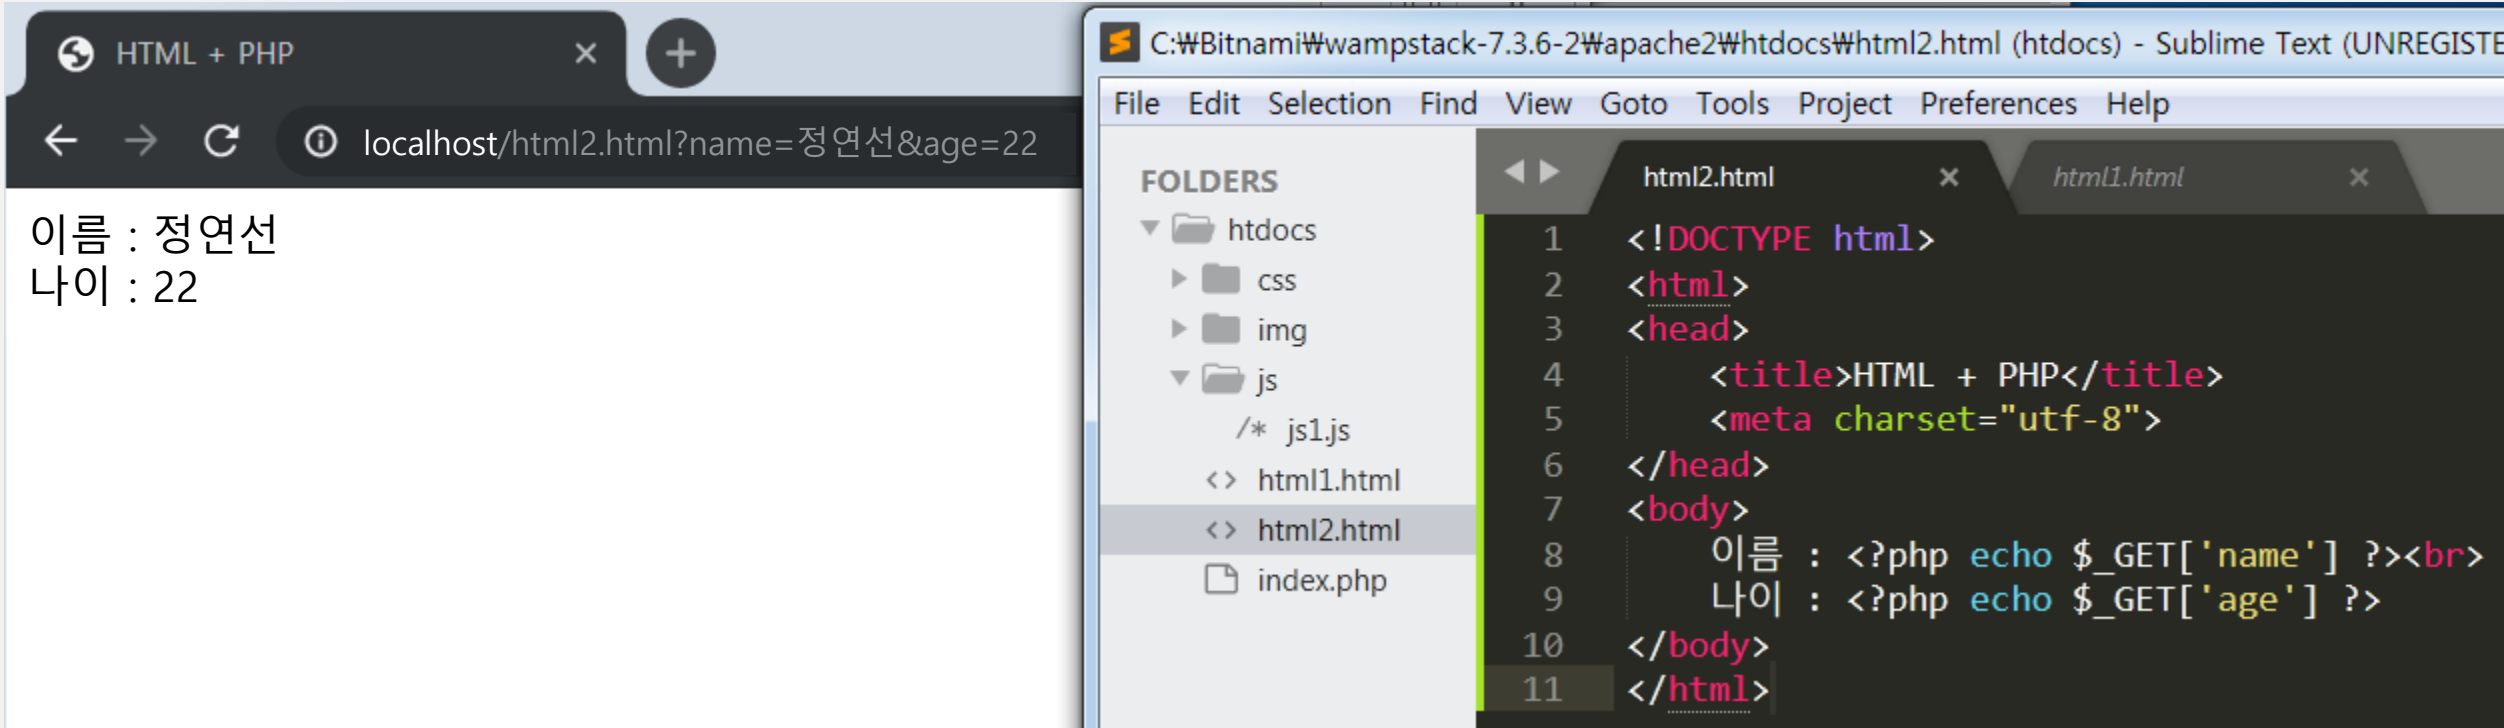 HTML + PHP
localhost/html2.html?name=정연선&age=22
이름 : 정연선
나이 : 22
C:₩Bitnami₩wampstack-7.3.6-2₩apache2₩htdocs₩html2.html (htdocs) - Sublime Text (UNREGISTE
File Edit Selection Find View Goto Tools Project Preferences Help
FOLDERS
htdocs
css
img
js
/* js1.js
<> html1.html
<> html2.html
index.php
html2.html html1.html
1 <!DOCTYPE html>
2 <html>
3 <head>
4 <title>HTML + PHP</title>
5 <meta charset="utf-8">
6 </head>
7 <body>
8 이름 : <?php echo $_GET['name'] ?><br>
9 나이 : <?php echo $_GET['age'] ?>
10 </body>
11 </html>